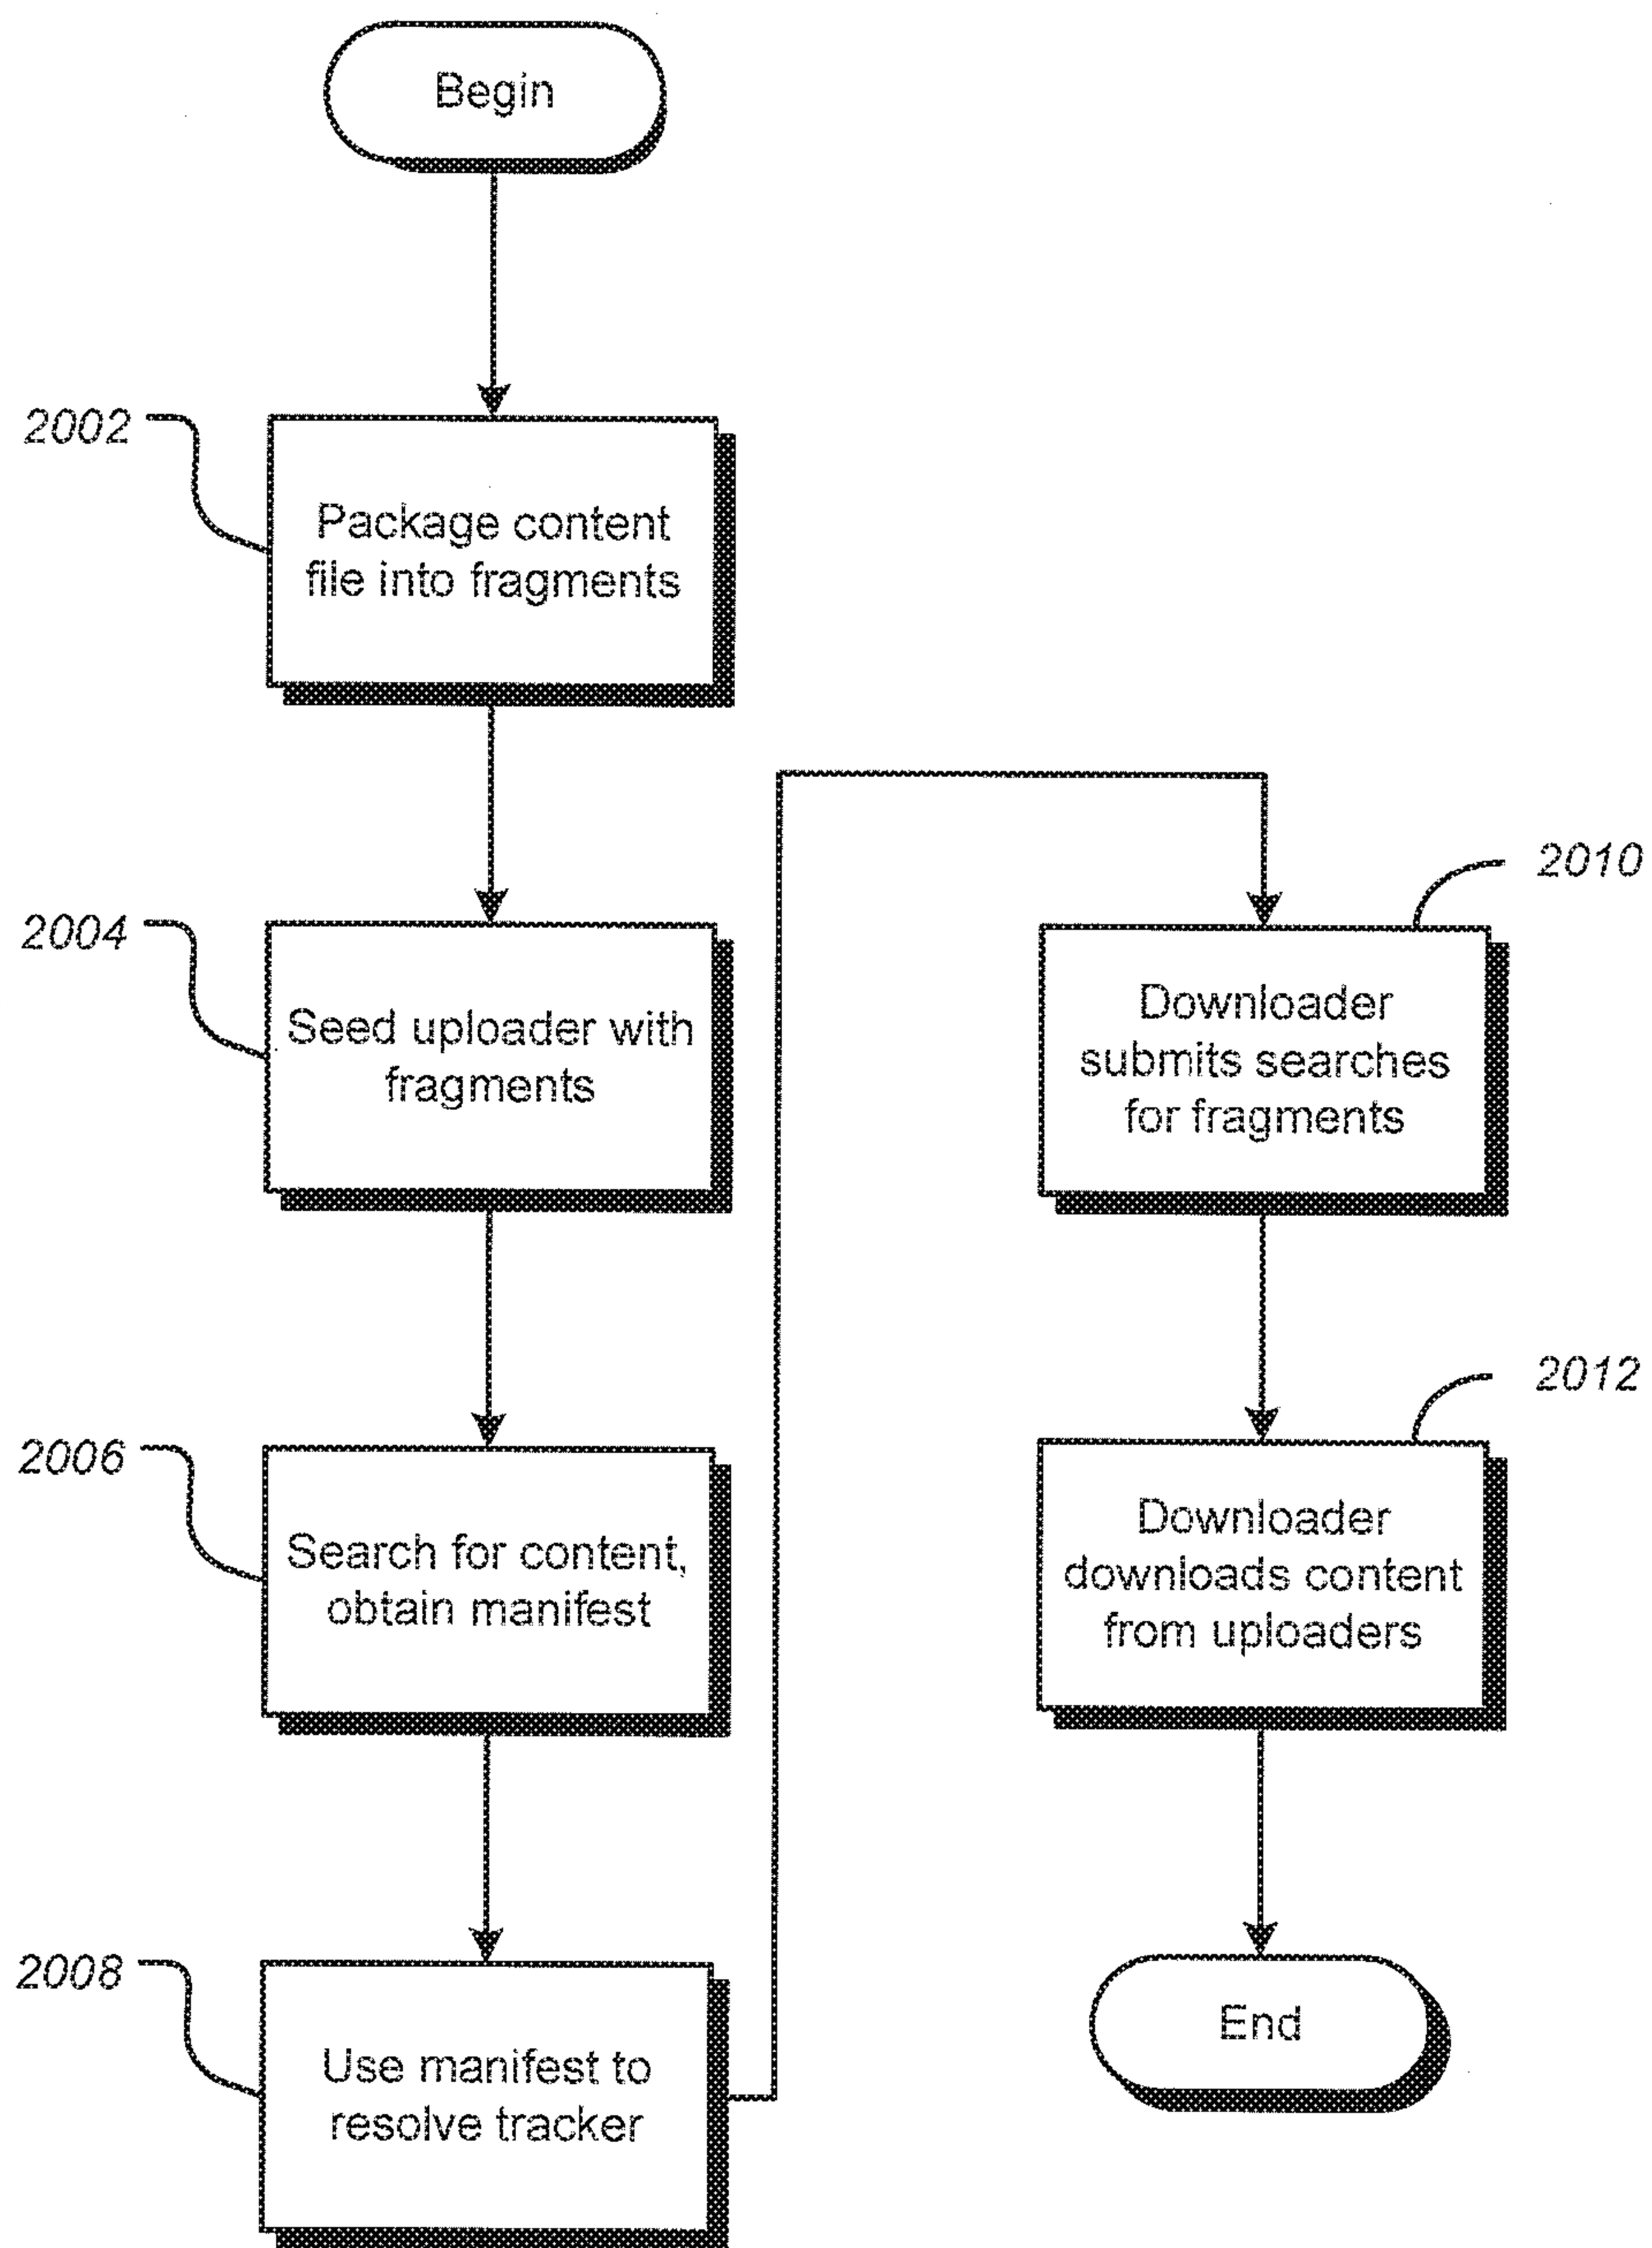 Begin
2002
Package content
file into fragments
2004
Seed uploader with
fragments
2006
Search for content,
obtain manifest
2008
Use manifest to
resolve tracker
2010
Downloader
submits searches
for fragments
2012
Downloader
downloads content
from uploaders
End